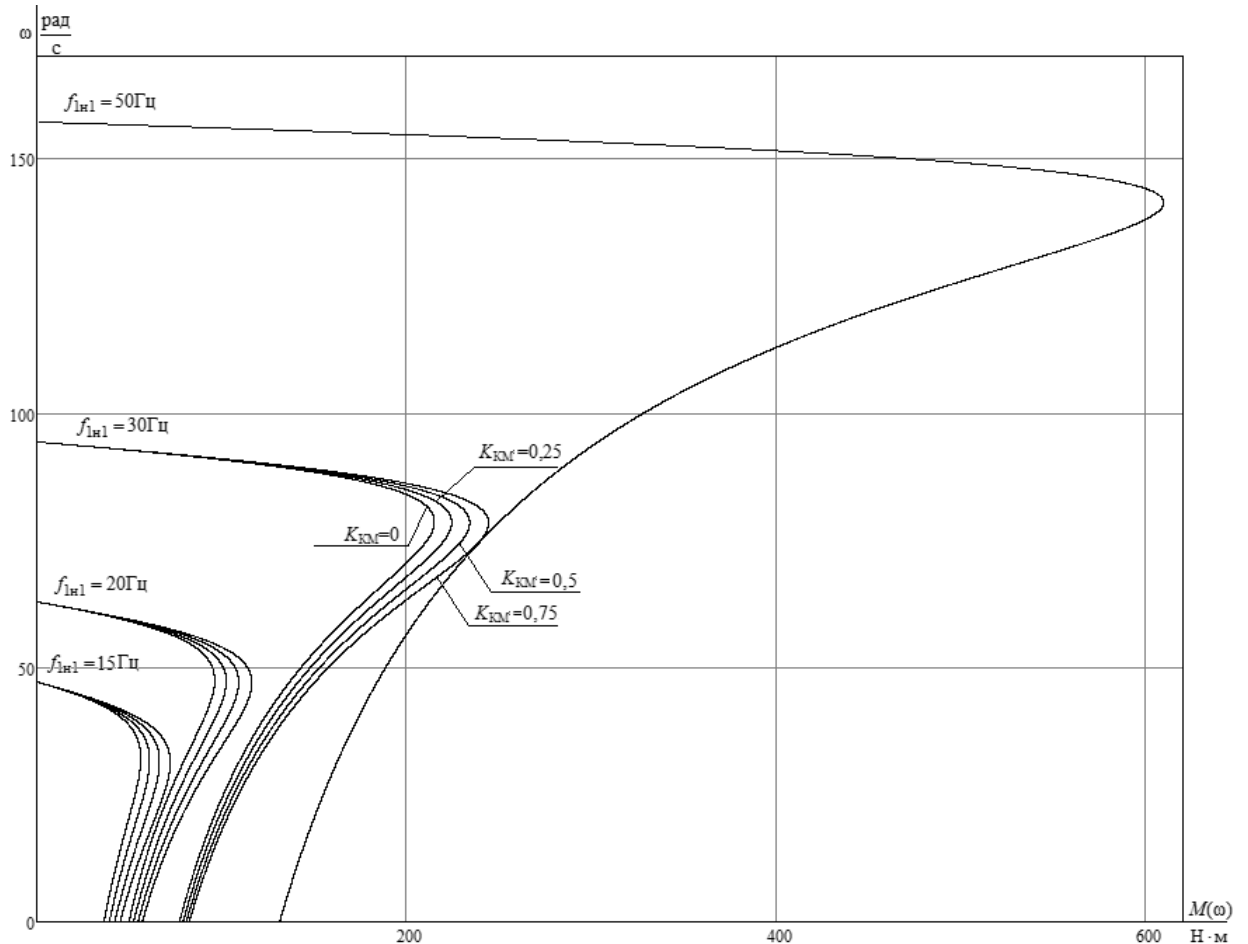 ω рад/с
f1н1 = 50Гц
150
100
f1н1 = 30Гц
KКМ=0,25
KКМ=0
KКМ=0,5
f1н1 = 20Гц
KКМ=0,75
50
f1н1 = 15Гц
0
200
400
600
M(ω)
Н·м